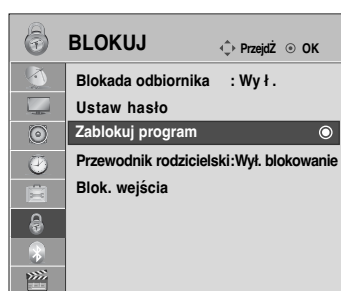 BLOKUJ PrzejdŹ OK
Blokada odbiornika : Wy ł .
Ustaw hasło
Zablokuj program
Przewodnik rodzicielski:Wył. blokowanie
Blok. wejścia